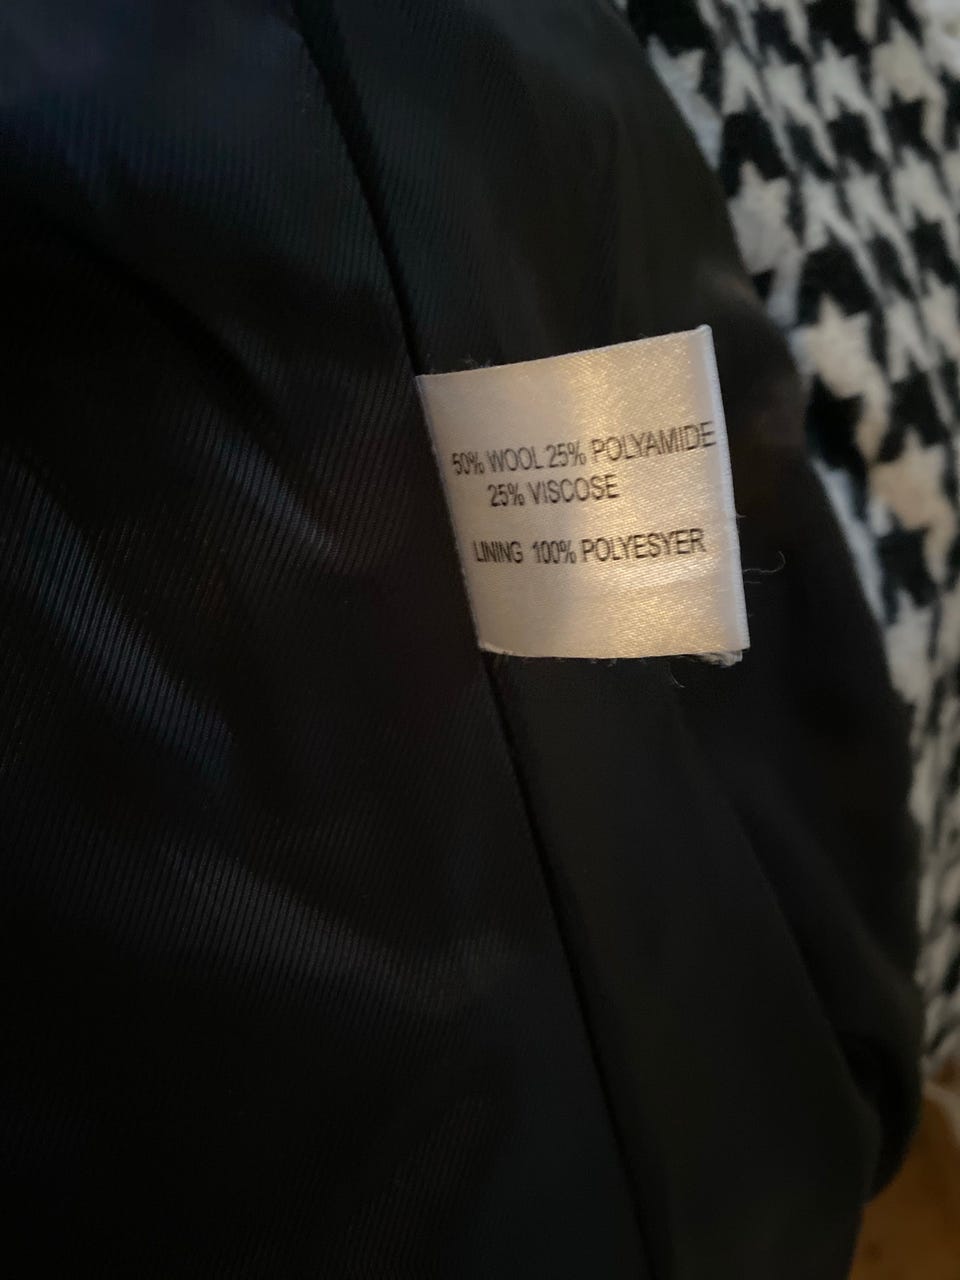 50% WOOL 25% POLYAMIDE
25% VISCOSE
LINING 100% POLYESYER